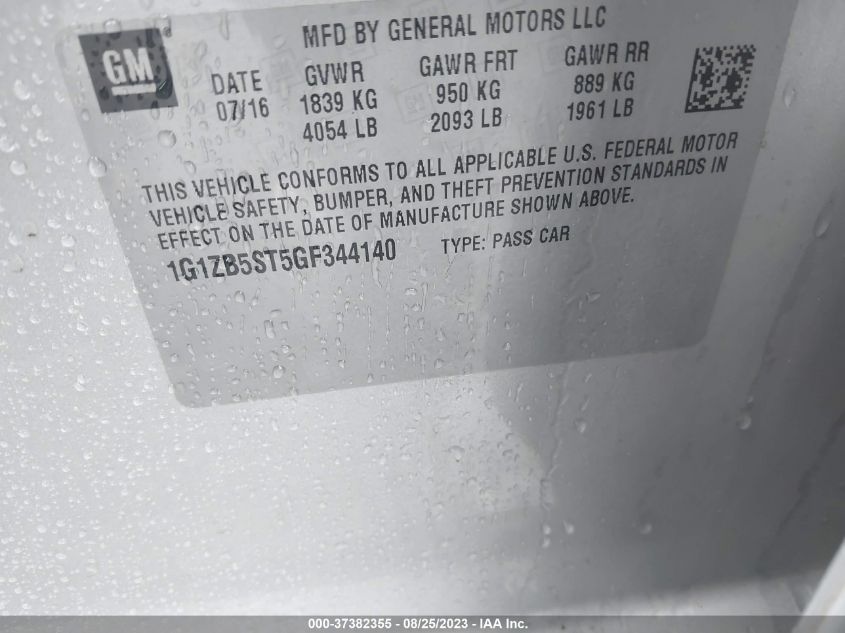 MFD BY GENERAL MOTORS LLC
GM
DATE GVWR GAWR FRT GAWR RR
07/16 1839 KG 950 KG 889 KG
4054 LB 2093 LB 1961 LB
THIS VEHICLE CONFORMS TO ALL APPLICABLE U.S. FEDERAL MOTOR
VEHICLE SAFETY, BUMPER, AND THEFT PREVENTION STANDARDS IN
EFFECT ON THE DATE OF MANUFACTURE SHOWN ABOVE.
1G1ZB5ST5GF344140 TYPE: PASS CAR
000-37382355 - 08/25/2023 - IAA Inc.